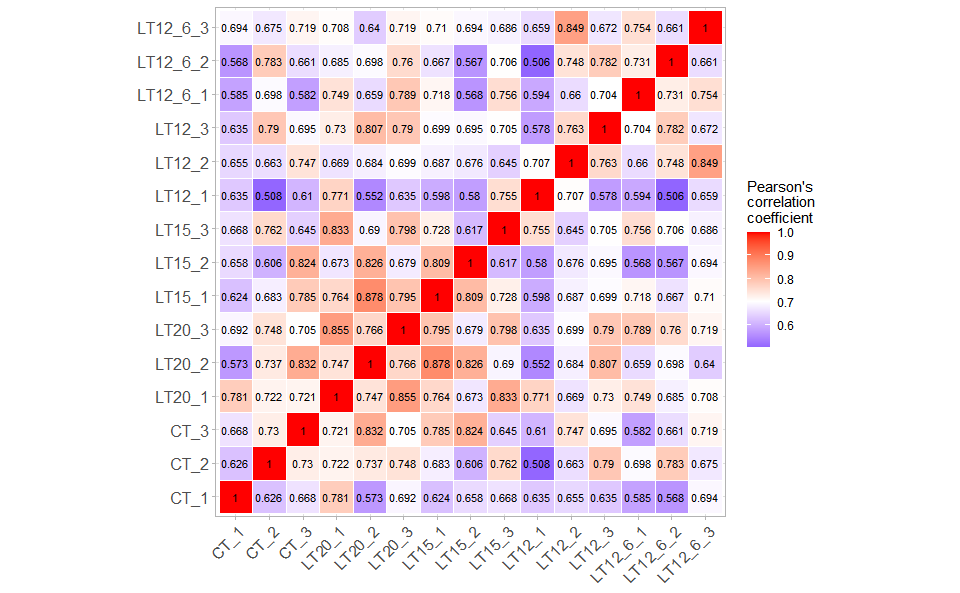 LT12_6_3 0.694 0.675 0.719 0.708 0.64 0.719 0.71 0.694 0.686 0.659 0.849 0.672 0.754 0.661 1
LT12_6_2 0.568 0.783 0.661 0.685 0.698 0.76 0.667 0.567 0.706 0.506 0.748 0.782 0.731 1 0.661
LT12_6_1 0.585 0.698 0.582 0.749 0.659 0.789 0.718 0.568 0.756 0.594 0.66 0.704 1 0.731 0.754
LT12_3 0.635 0.79 0.695 0.73 0.807 0.79 0.699 0.695 0.705 0.578 0.763 1 0.704 0.782 0.672
LT12_2 0.655 0.663 0.747 0.669 0.684 0.699 0.687 0.676 0.645 0.707 1 0.763 0.66 0.748 0.849
LT12_1 0.635 0.508 0.61 0.771 0.552 0.635 0.598 0.58 0.755 1 0.707 0.578 0.594 0.506 0.659
LT15_3 0.668 0.762 0.645 0.833 0.69 0.798 0.728 0.617 1 0.755 0.645 0.705 0.756 0.706 0.686
LT15_2 0.658 0.606 0.824 0.673 0.826 0.679 0.809 1 0.617 0.58 0.676 0.695 0.568 0.567 0.694
LT15_1 0.624 0.683 0.785 0.764 0.878 0.795 1 0.809 0.728 0.598 0.687 0.699 0.718 0.667 0.71
LT20_3 0.692 0.748 0.705 0.855 0.766 1 0.795 0.679 0.798 0.635 0.699 0.79 0.789 0.76 0.719
LT20_2 0.573 0.737 0.832 0.747 1 0.766 0.878 0.826 0.69 0.552 0.684 0.807 0.659 0.698 0.64
LT20_1 0.781 0.722 0.721 1 0.747 0.855 0.764 0.673 0.833 0.771 0.669 0.73 0.749 0.685 0.708
CT_3 0.668 0.73 1 0.721 0.832 0.705 0.785 0.824 0.645 0.61 0.747 0.695 0.582 0.661 0.719
CT_2 0.626 1 0.73 0.722 0.737 0.748 0.683 0.606 0.762 0.508 0.663 0.79 0.698 0.783 0.675
CT_1 1 0.626 0.668 0.781 0.573 0.692 0.624 0.658 0.668 0.635 0.655 0.635 0.585 0.568 0.694
CT_1 CT_2 CT_3 LT20_1 LT20_2 LT20_3 LT15_1 LT15_2 LT15_3 LT12_1 LT12_2 LT12_3 LT12_6_1 LT12_6_2 LT12_6_3
Pearson's
correlation
coefficient
1.0
0.9
0.8
0.7
0.6